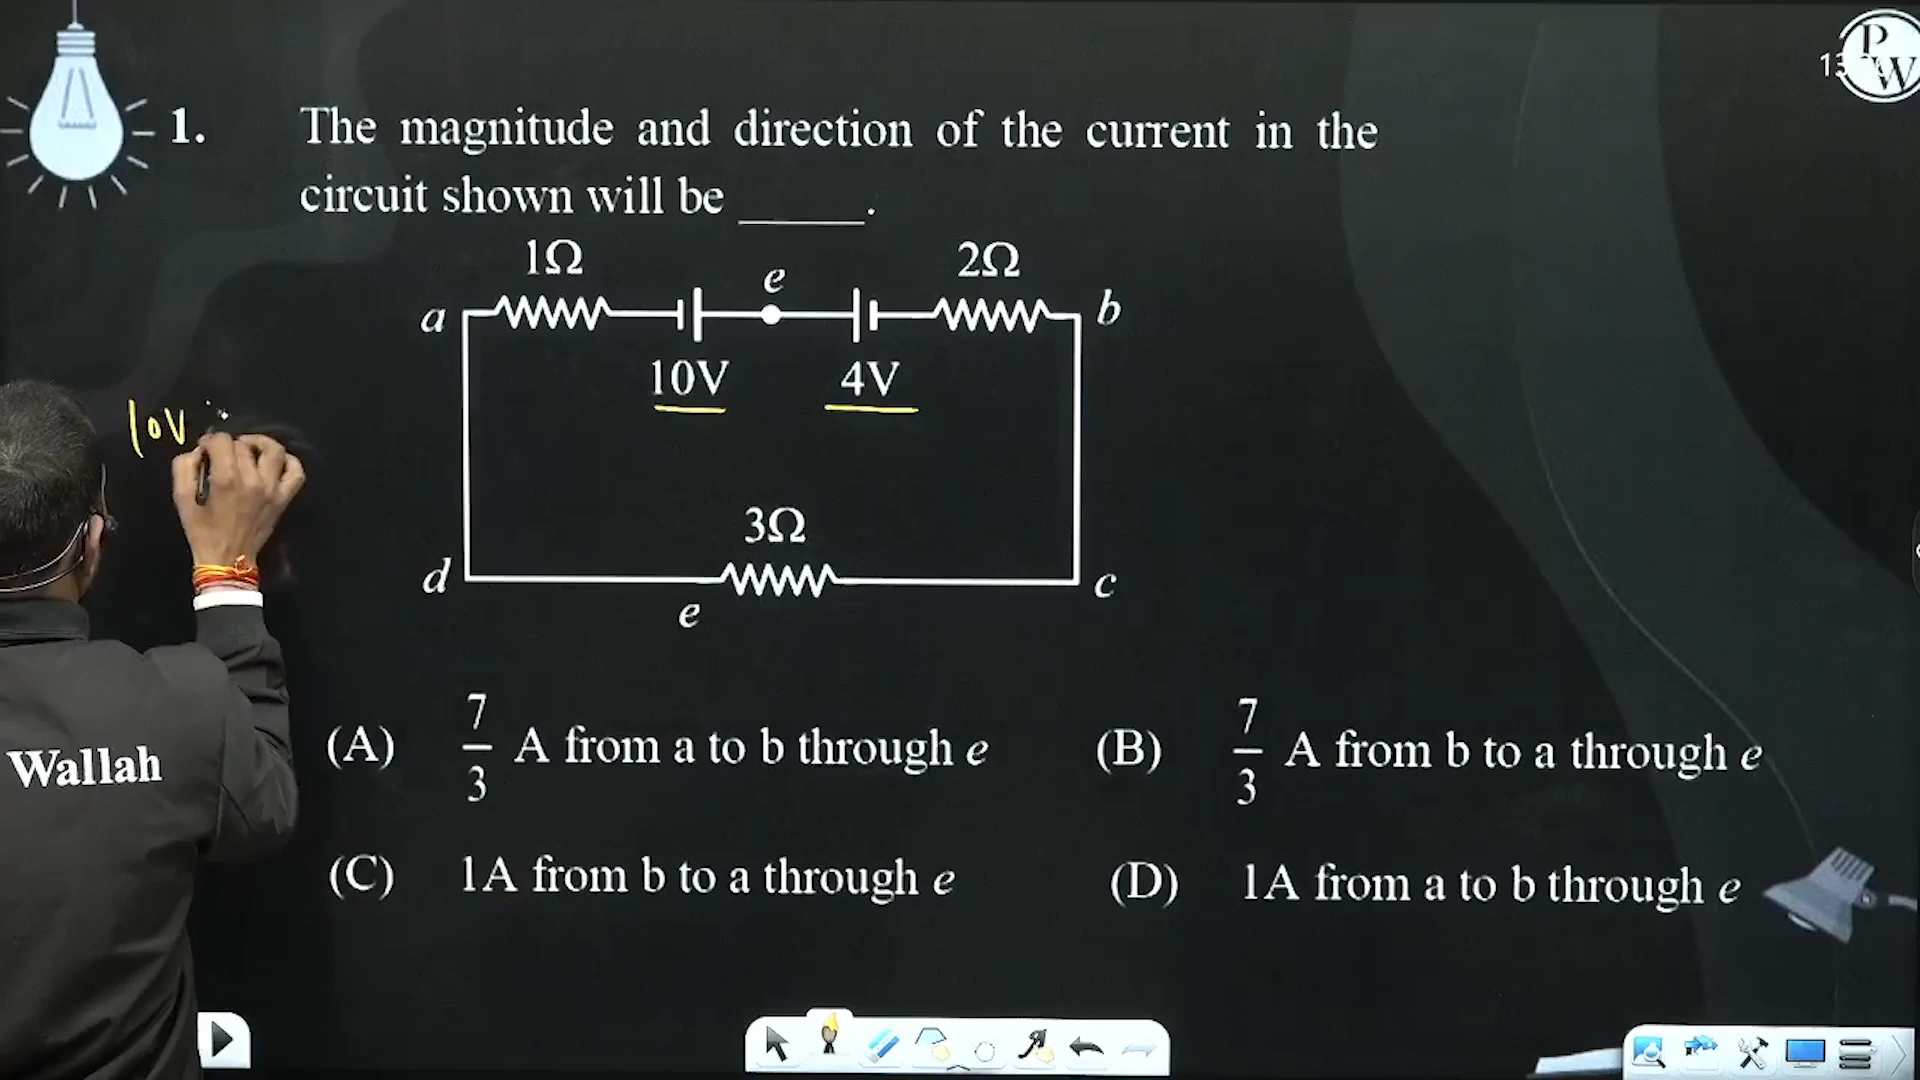 1. The magnitude and direction of the current in the
circuit shown will be ______.
1Ω
e
2Ω
a
b
10V
4V
10V
3Ω
d
e
c
(A) 7/3 A from a to b through e
(B) 7/3 A from b to a through e
(C) 1A from b to a through e
(D) 1A from a to b through e
Wallah
PW